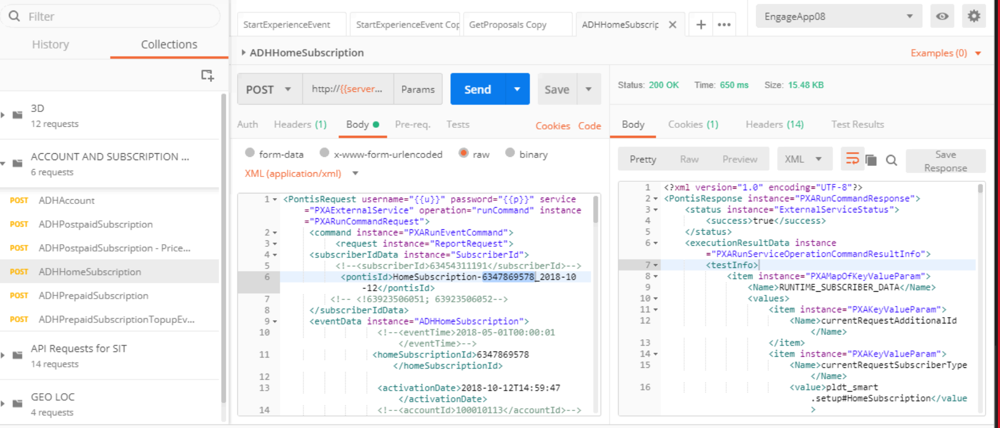 Filter
History
Collections
3D
12 requests
ACCOUNT AND SUBSCRIPTION ...
6 requests
POST ADHAccount
POST ADHPostpaidSubscription
POST ADHPostpaidSubscription - Price...
POST ADHHomeSubscription
POST ADHPrepaidSubscription
POST ADHPrepaidSubscriptionTopupEv...
API Requests for SIT
14 requests
GEO LOC
4 requests
StartExperienceEvent
StartExperienceEvent Cop
GetProposals Copy
ADHHomeSubscrip
EngageApp08
ADHHomeSubscription
Examples (0)
POST
http://{{server...
Params
Send
Save
Auth
Headers (1)
Body
Pre-req.
Tests
Cookies
Code
form-data
x-www-form-urlencoded
raw
binary
XML (application/xml)
1 <PontisRequest username="{{u}}" password="{{p}}" service
="PXAExternalService" operation="runCommand" instance
="PXARunCommandRequest">
2 <command instance="PXARunEventCommand">
3 <request instance="ReportRequest">
4 <subscriberIdData instance="SubscriberId">
5 <!--<subscriberId>63454311191</subscriberId>-->
6 <pontisId>HomeSubscription-6347869578_2018-10
-12</pontisId>
7 <!-- <!63923506051; 63923506052-->
8 </subscriberIdData>
9 <eventData instance="ADHHomeSubscription">
10 <!--<eventTime>2018-05-01T00:00:01
</eventTime>-->
11 <homeSubscriptionId>6347869578
</homeSubscriptionId>
12
13 <activationDate>2018-10-12T14:59:47
</activationDate>
14 <!--<accountId>100010113</accountId>-->
Status: 200 OK
Time: 650 ms
Size: 15.48 KB
Body
Cookies (1)
Headers (14)
Test Results
Pretty
Raw
Preview
XML
Save
Response
1 <?xml version="1.0" encoding="UTF-8"?>
2 <PontisResponse instance="PXARunCommandResponse">
3 <status instance="ExternalServiceStatus">
4 <success>true</success>
5 </status>
6 <executionResultData instance
="PXARunServiceOperationCommandResultInfo">
7 <testInfo>
8 <item instance="PXAMapOfKeyValueParam">
9 <Name>RUNTIME_SUBSCRIBER_DATA</Name>
10 <values>
11 <item instance="PXAKeyValueParam">
12 <Name>currentRequestAdditionalId
</Name>
13 </item>
14 <item instance="PXAKeyValueParam">
15 <Name>currentRequestSubscriberType
</Name>
16 <value>pldt_smart
.setup#HomeSubscription</value
>